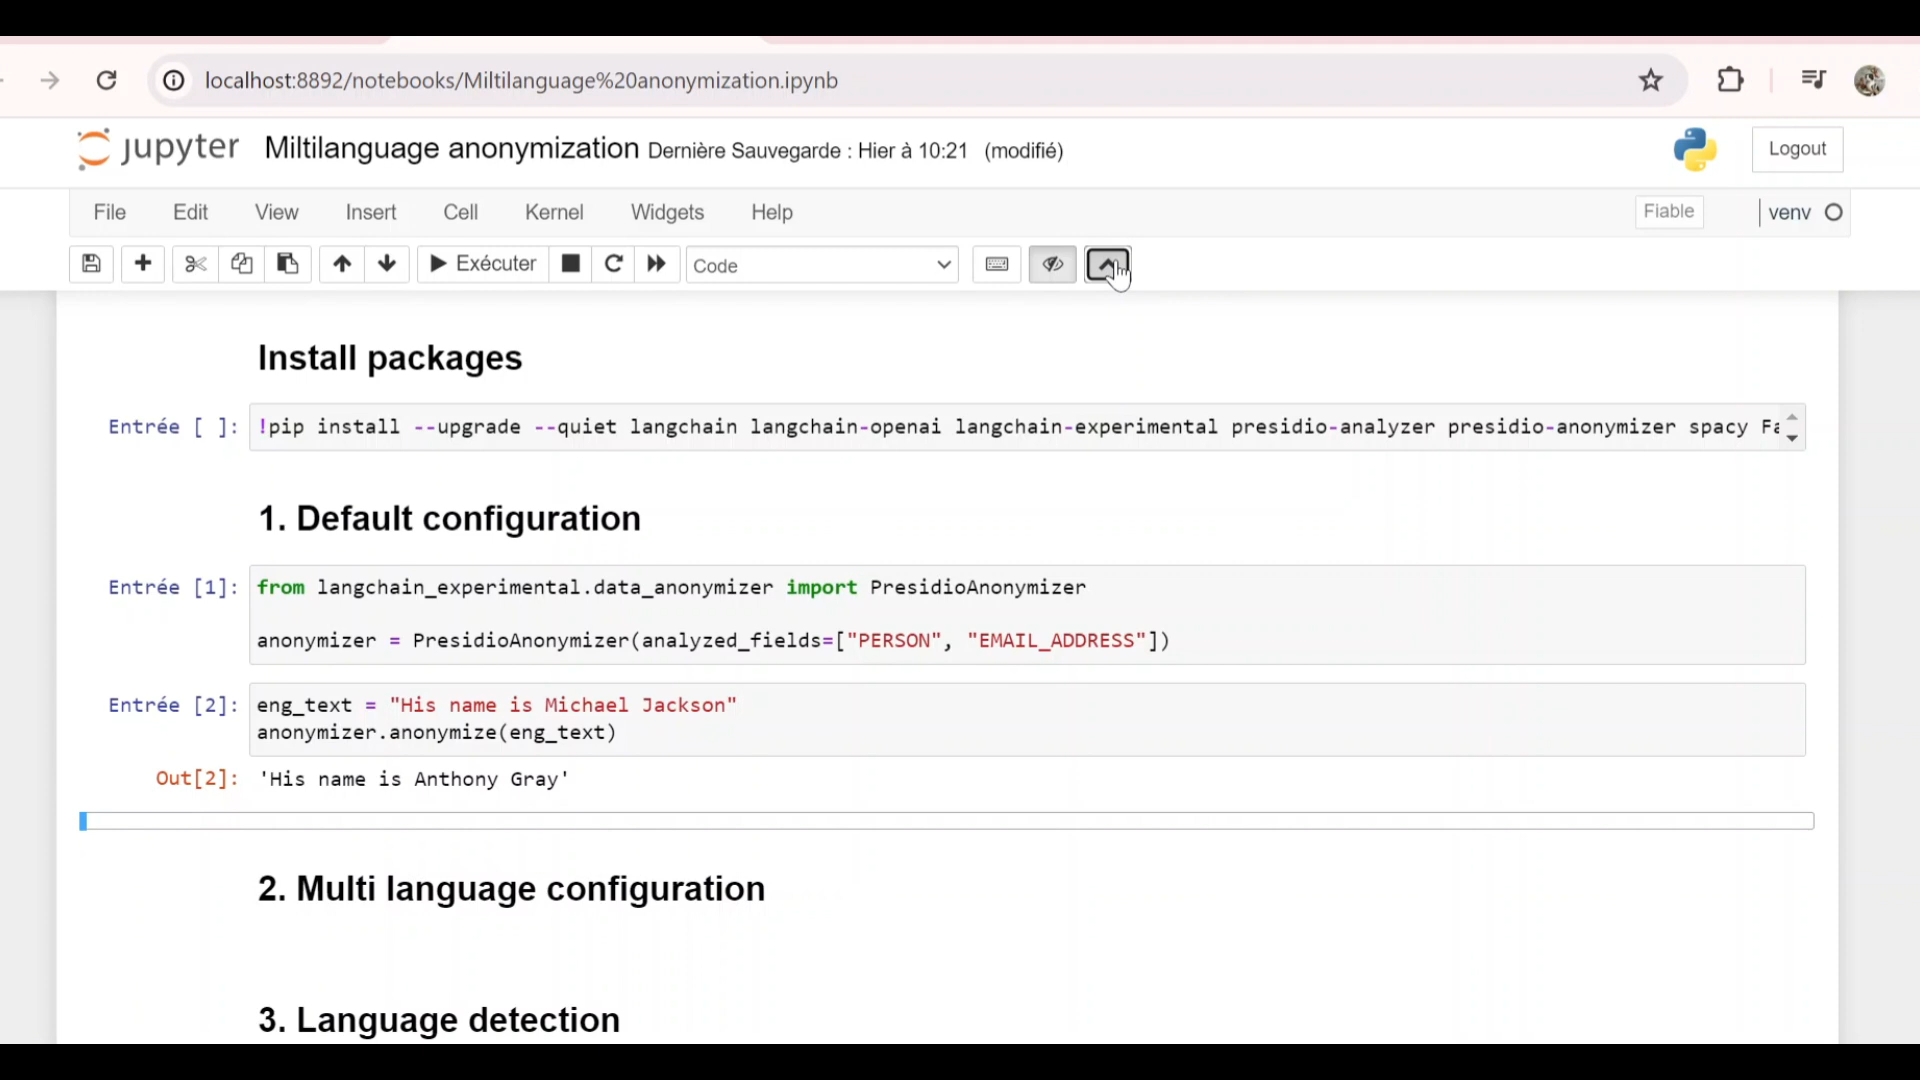 localhost:8892/notebooks/Miltilanguage%20anonymization.ipynb
jupyter Miltilanguage anonymization Dernière Sauvegarde : Hier à 10:21 (modifié) Logout
File Edit View Insert Cell Kernel Widgets Help Fiable venv
Exécuter Code
Install packages
Entrée [ ]: !pip install --upgrade --quiet langchain langchain-openai langchain-experimental presidio-analyzer presidio-anonymizer spacy
1. Default configuration
Entrée [1]: from langchain_experimental.data_anonymizer import PresidioAnonymizer
anonymizer = PresidioAnonymizer(analyzed_fields=["PERSON", "EMAIL_ADDRESS"])
Entrée [2]: eng_text = "His name is Michael Jackson"
anonymizer.anonymize(eng_text)
Out[2]: 'His name is Anthony Gray'
2. Multi language configuration
3. Language detection